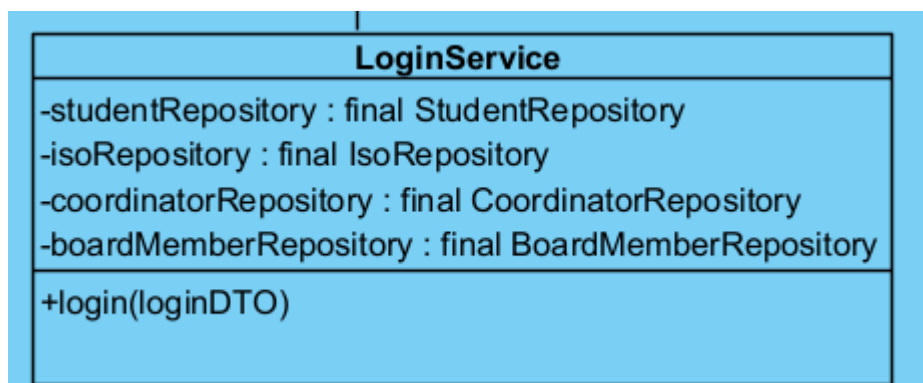 LoginService
-studentRepository : final StudentRepository
-isoRepository : final IsoRepository
-coordinatorRepository : final CoordinatorRepository
-boardMemberRepository : final BoardMemberRepository
+login(loginDTO)